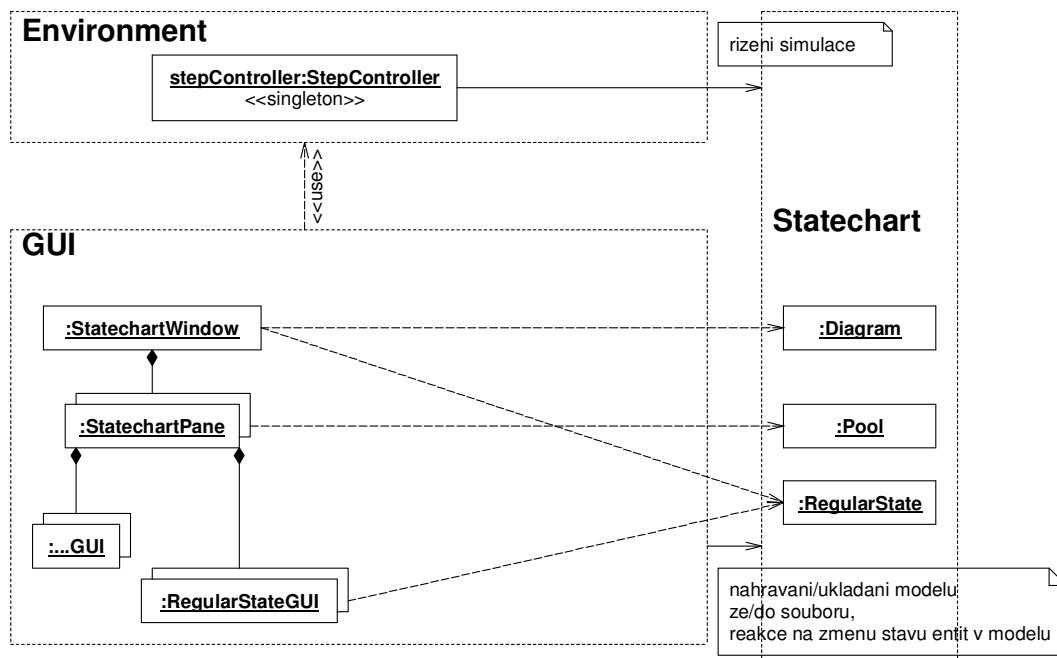 Environment
stepController:StepController
<<singleton>>
rizeni simulace
<<use>>
Statechart
GUI
:StatechartWindow
:Diagram
:StatechartPane
:Pool
:RegularState
:...GUI
:RegularStateGUI
nahravani/ukladani modelu
ze/do souboru,
reakce na zmenu stavu entit v modelu